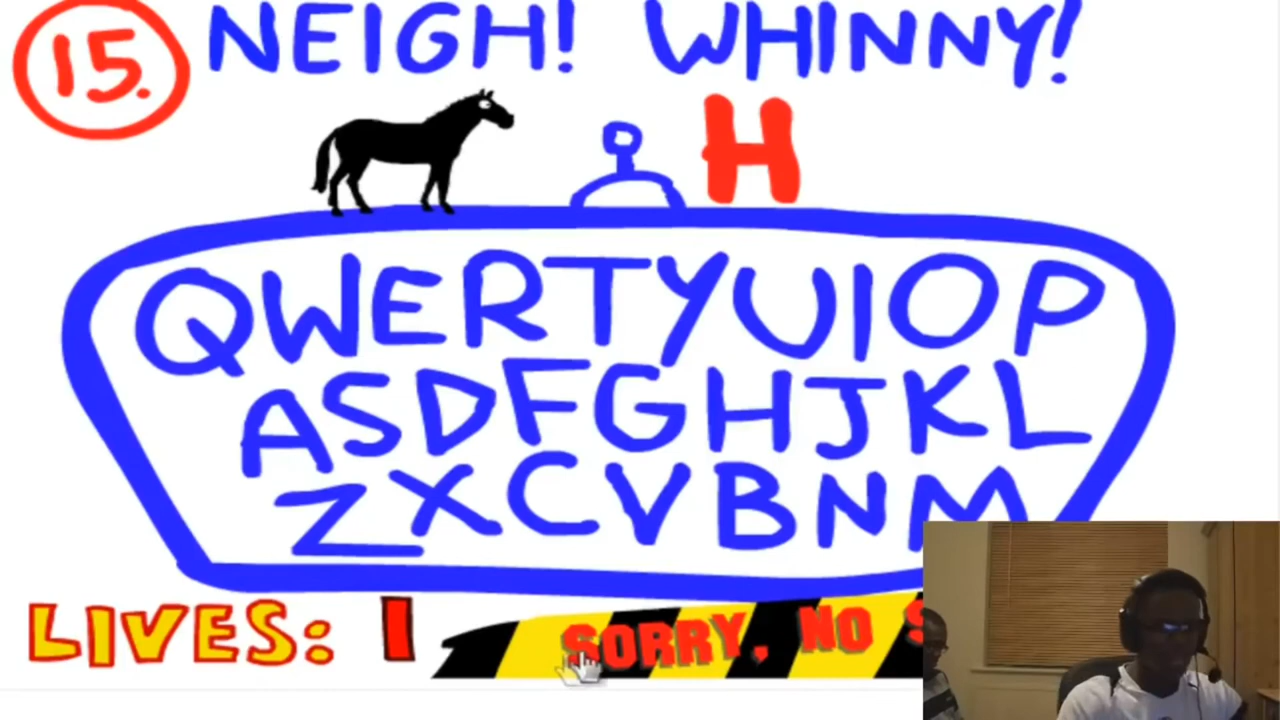 15. NEIGH! WHINNY!
H
QWERTYUIOP
ASDFGHJKL
ZXCVBNM
LIVES: 1 SORRY, NO